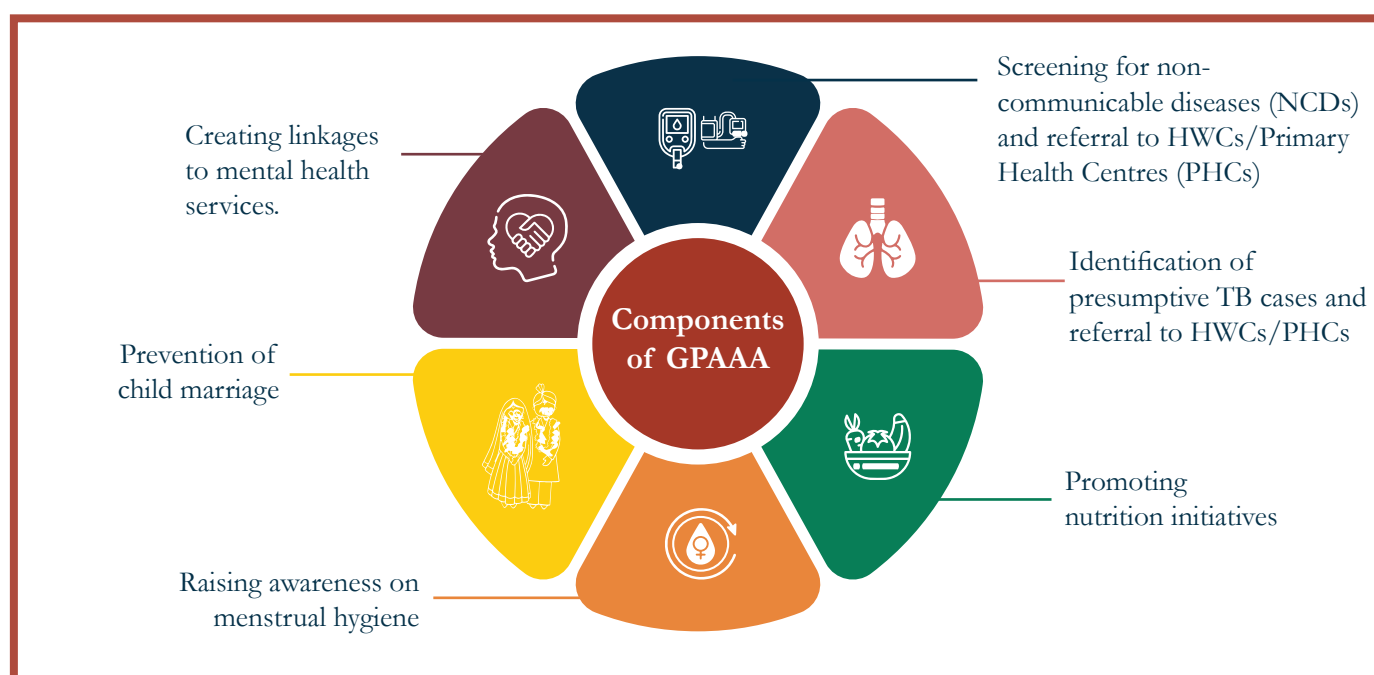 Components
of GPAAA
Screening for non-
communicable diseases (NCDs)
and referral to HWCs/Primary
Health Centres (PHCs)
Identification of
presumptive TB cases and
referral to HWCs/PHCs
Promoting
nutrition initiatives
Raising awareness on
menstrual hygiene
Prevention of
child marriage
Creating linkages
to mental health
services.